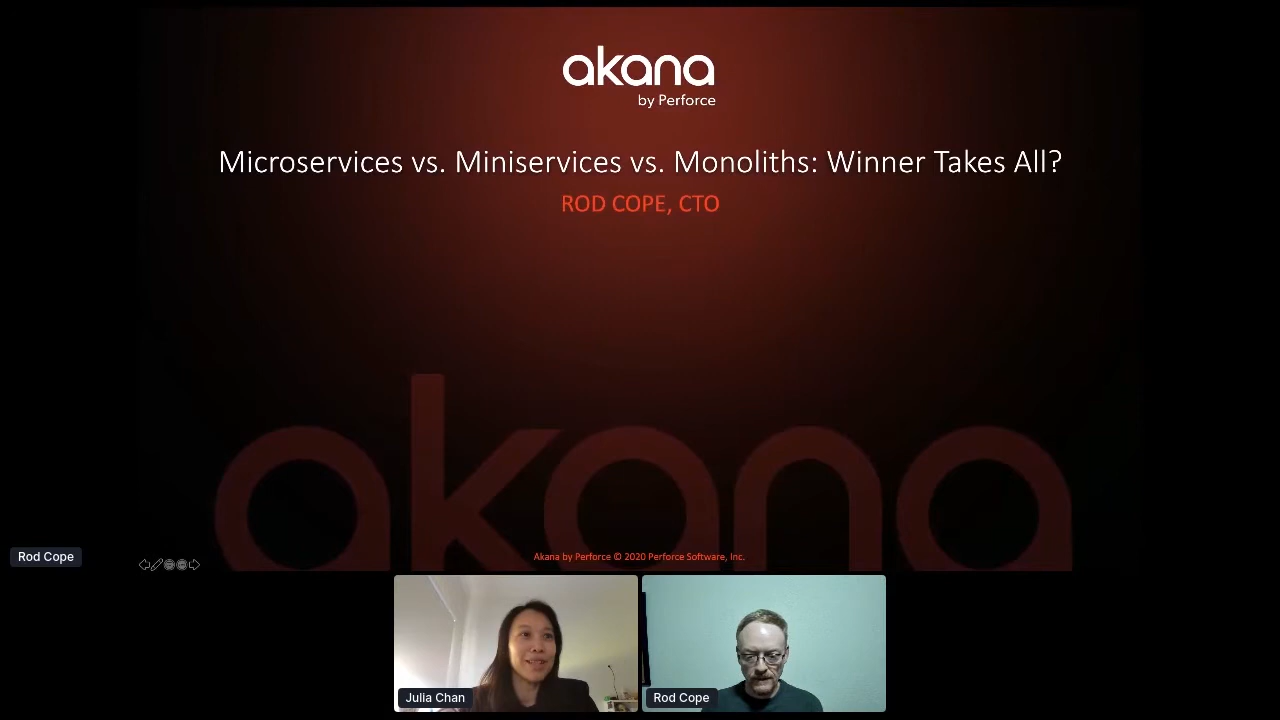 akana
by Perforce
Microservices vs. Miniservices vs. Monoliths: Winner Takes All?
ROD COPE, CTO
akana
Akana by Perforce © 2020 Perforce Software, Inc.
Rod Cope
Julia Chan
Rod Cope